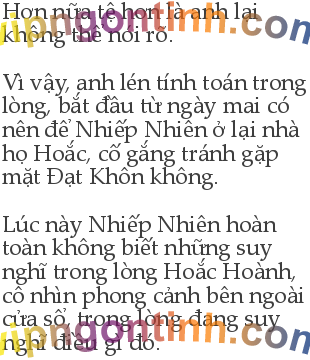 Hơn nữa tệ hơn là anh lại
không thể nói rõ.
Vì vậy, anh lén tính toán trong
lòng, bắt đầu từ ngày mai có
nên để Nhiếp Nhiên ở lại nhà
họ Hoắc, cố gắng tránh gặp
mặt Đạt Khôn không.
Lúc này Nhiếp Nhiên hoàn
toàn không biết những suy
nghĩ trong lòng Hoắc Hoành,
cô nhìn phong cảnh bên ngoài
cửa sổ, trong lòng đang suy
nghĩ điều gì đó.